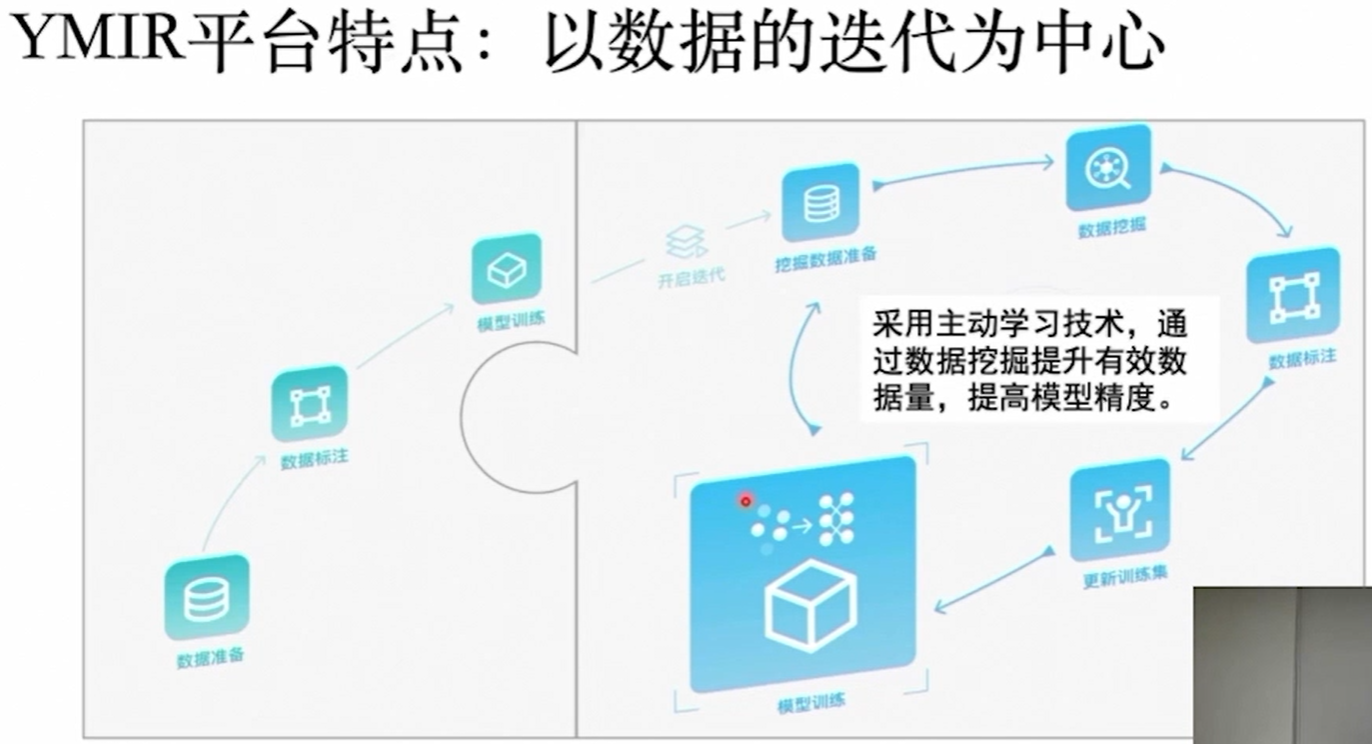 YMIR平台特点：以数据的迭代为中心
数据准备
数据标注
模型训练
开启迭代
挖掘数据准备
数据挖掘
数据标注
更新训练集
模型训练
采用主动学习技术，通
过数据挖掘提升有效数
据量，提高模型精度。